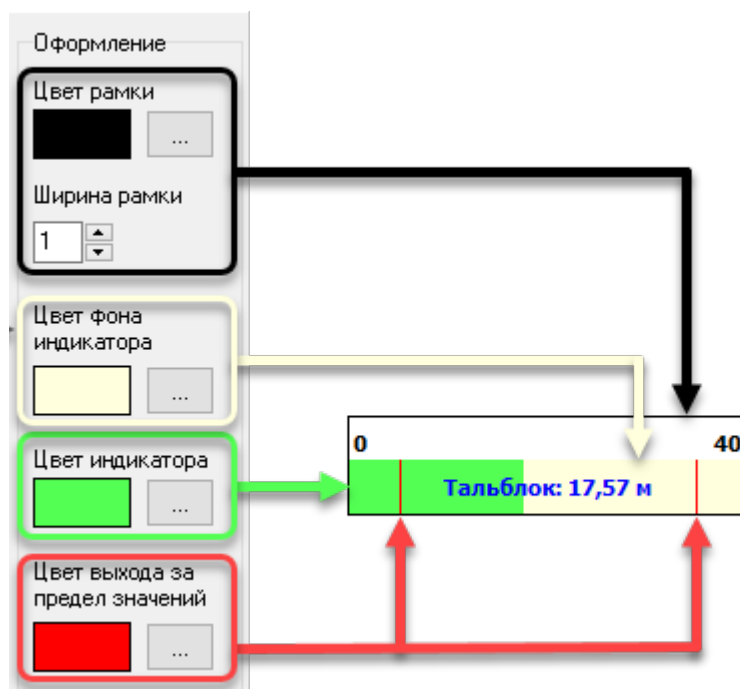 Оформление
Цвет рамки
...
Ширина рамки
1
Цвет фона
индикатора
...
Цвет индикатора
...
Цвет выхода за
предел значений
...
0 40
Тальблок: 17,57 м